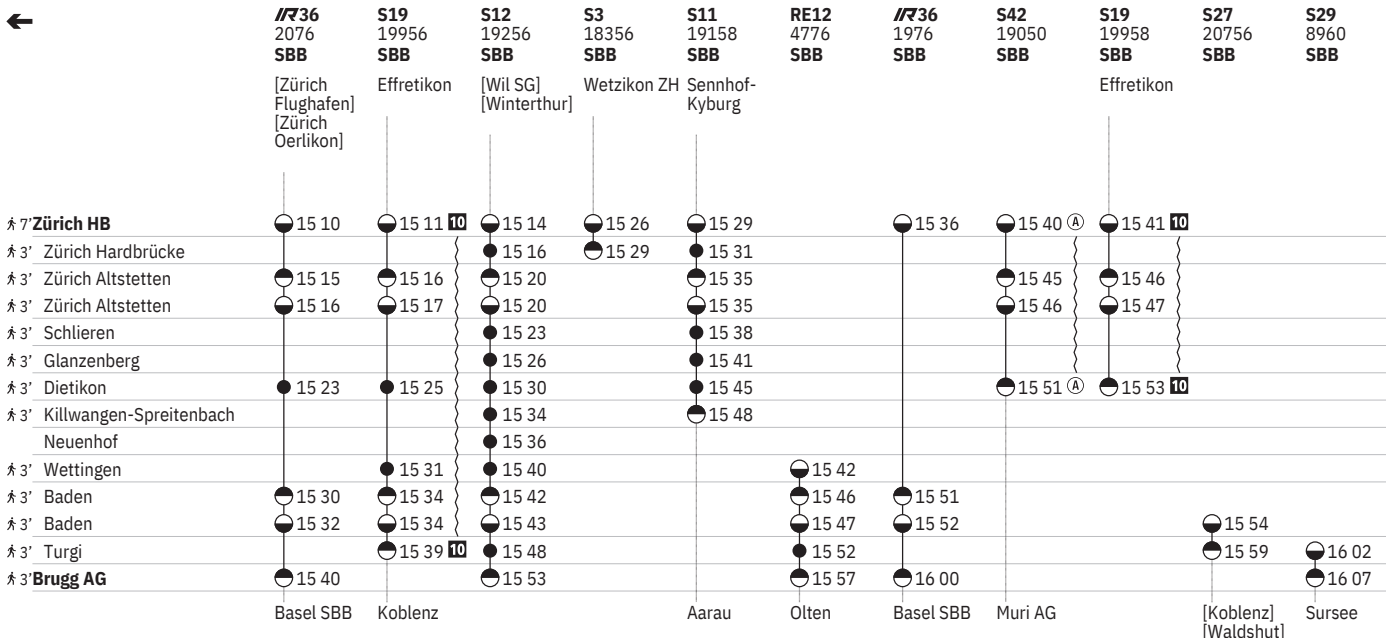 IR36 S19 S12 S3 S11 RE12 IR36 S42 S19 S27 S29
2076 19956 19256 18356 19158 4776 1976 19050 19958 20756 8960
SBB SBB SBB SBB SBB SBB SBB SBB SBB SBB SBB
[Zürich Effretikon [Wil SG] Wetzikon ZH Sennhof- Effretikon
Flughafen] [Winterthur] Kyburg
[Zürich
Oerlikon]
7' Zürich HB 15 10 15 11 10 15 14 15 26 15 29 15 36 15 40 A 15 41 10
3' Zürich Hardbrücke 15 16 15 29 15 31
3' Zürich Altstetten 15 15 15 16 15 20 15 35 15 45 15 46
3' Zürich Altstetten 15 16 15 17 15 20 15 35 15 46 15 47
3' Schlieren 15 23 15 38
3' Glanzenberg 15 26 15 41
3' Dietikon 15 23 15 25 15 30 15 45 15 51 A 15 53 10
3' Killwangen-Spreitenbach 15 34 15 48
Neuenhof 15 36
3' Wettingen 15 31 15 40 15 42
3' Baden 15 30 15 34 15 42 15 46 15 51
3' Baden 15 32 15 34 15 43 15 47 15 52 15 54
3' Turgi 15 39 10 15 48 15 52 15 59 16 02
3' Brugg AG 15 40 15 53 15 57 16 00 16 07
Basel SBB Koblenz Aarau Olten Basel SBB Muri AG [Koblenz] Sursee
[Waldshut]